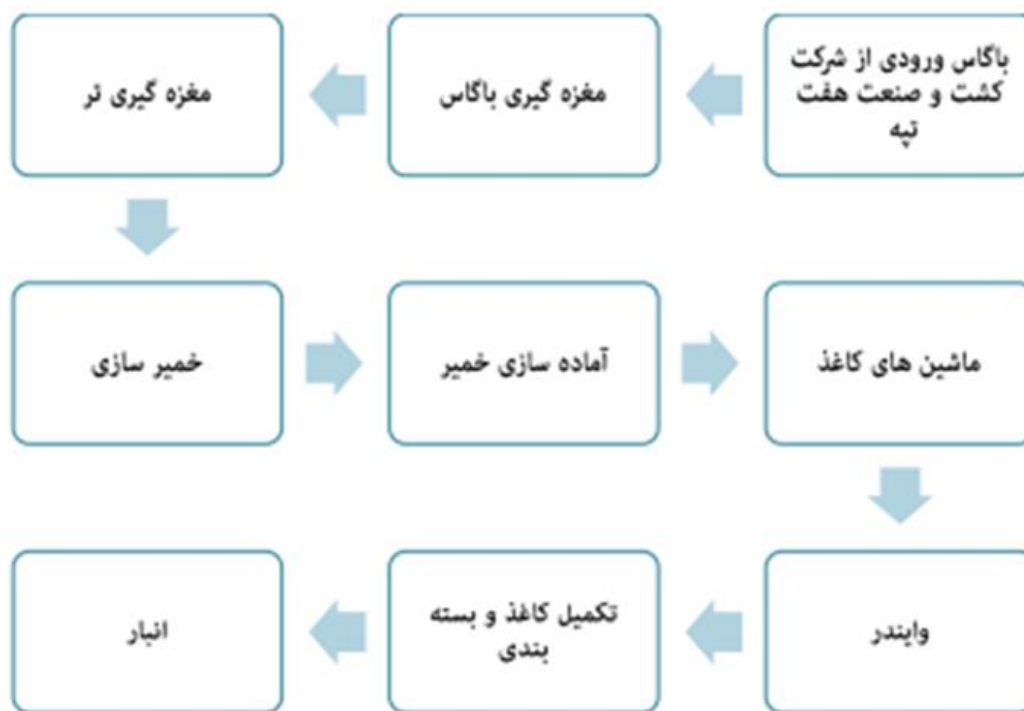 باگاس ورودی از شرکت
کشت و صنعت هفت
تپه
مغزه گیری باگاس
مغزه گیری تر
خمیر سازی
آماده سازی خمیر
ماشین های کاغذ
وایندر
تکمیل کاغذ و بسته
بندی
انبار